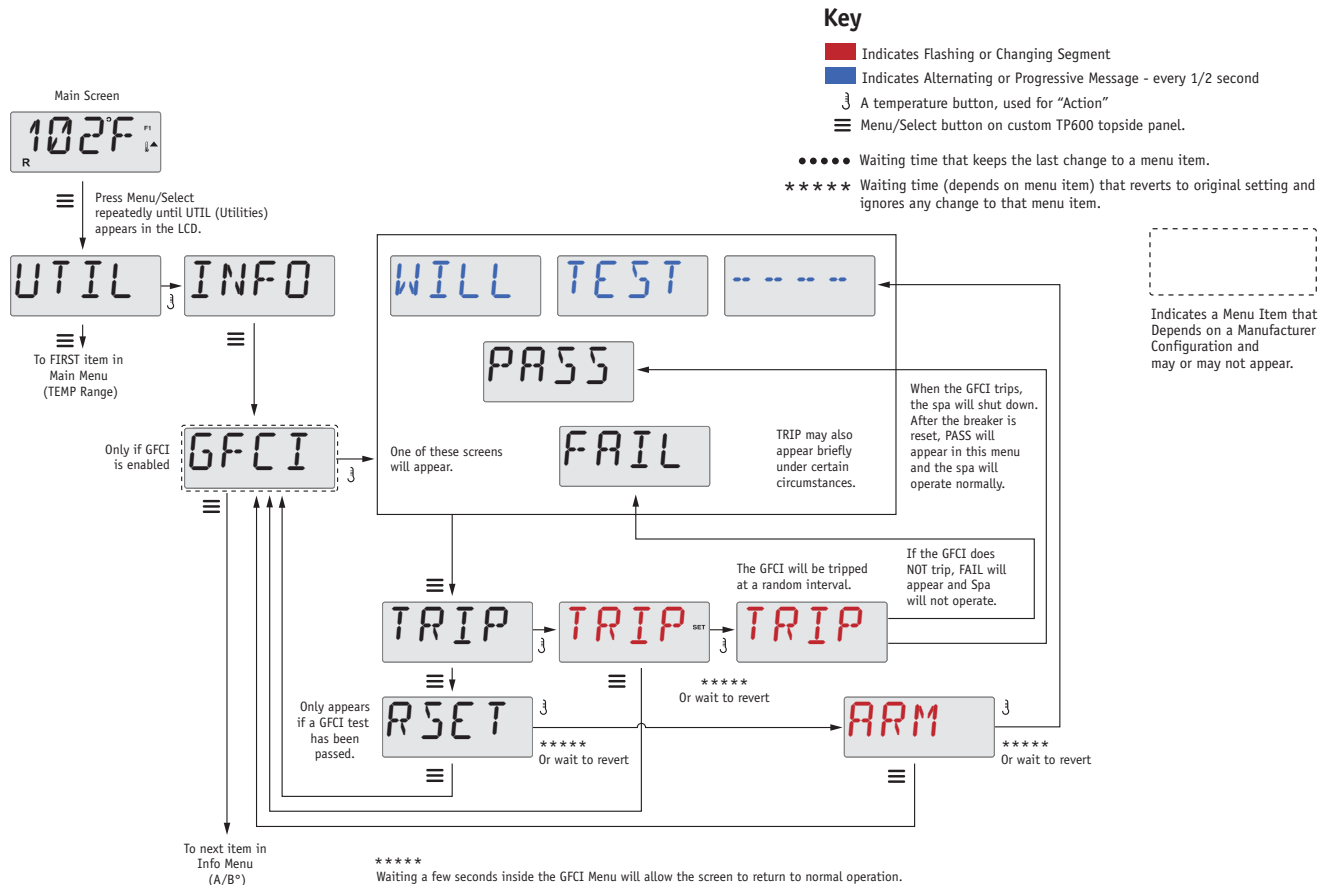 Key
Indicates Flashing or Changing Segment
Indicates Alternating or Progressive Message - every 1/2 second
A temperature button, used for “Action”
Menu/Select button on custom TP600 topside panel.
••••• Waiting time that keeps the last change to a menu item.
***** Waiting time (depends on menu item) that reverts to original setting and
ignores any change to that menu item.
Indicates a Menu Item that
Depends on a Manufacturer
Configuration and
may or may not appear.
Main Screen
102°F F1
R
Press Menu/Select
repeatedly until UTIL (Utilities)
appears in the LCD.
UTIL
INFO
To FIRST item in
Main Menu
(TEMP Range)
WILL
TEST
----
PASS
FAIL
Only if GFCI
is enabled
GFCI
One of these screens
will appear.
TRIP may also
appear briefly
under certain
circumstances.
When the GFCI trips,
the spa will shut down.
After the breaker is
reset, PASS will
appear in this menu
and the spa will
operate normally.
The GFCI will be tripped
at a random interval.
If the GFCI does
NOT trip, FAIL will
appear and Spa
will not operate.
TRIP
TRIP SET
TRIP
*****
Or wait to revert
Only appears
if a GFCI test
has been
passed.
RSET
*****
Or wait to revert
ARM
*****
Or wait to revert
To next item in
Info Menu
(A/B°)
*****
Waiting a few seconds inside the GFCI Menu will allow the screen to return to normal operation.